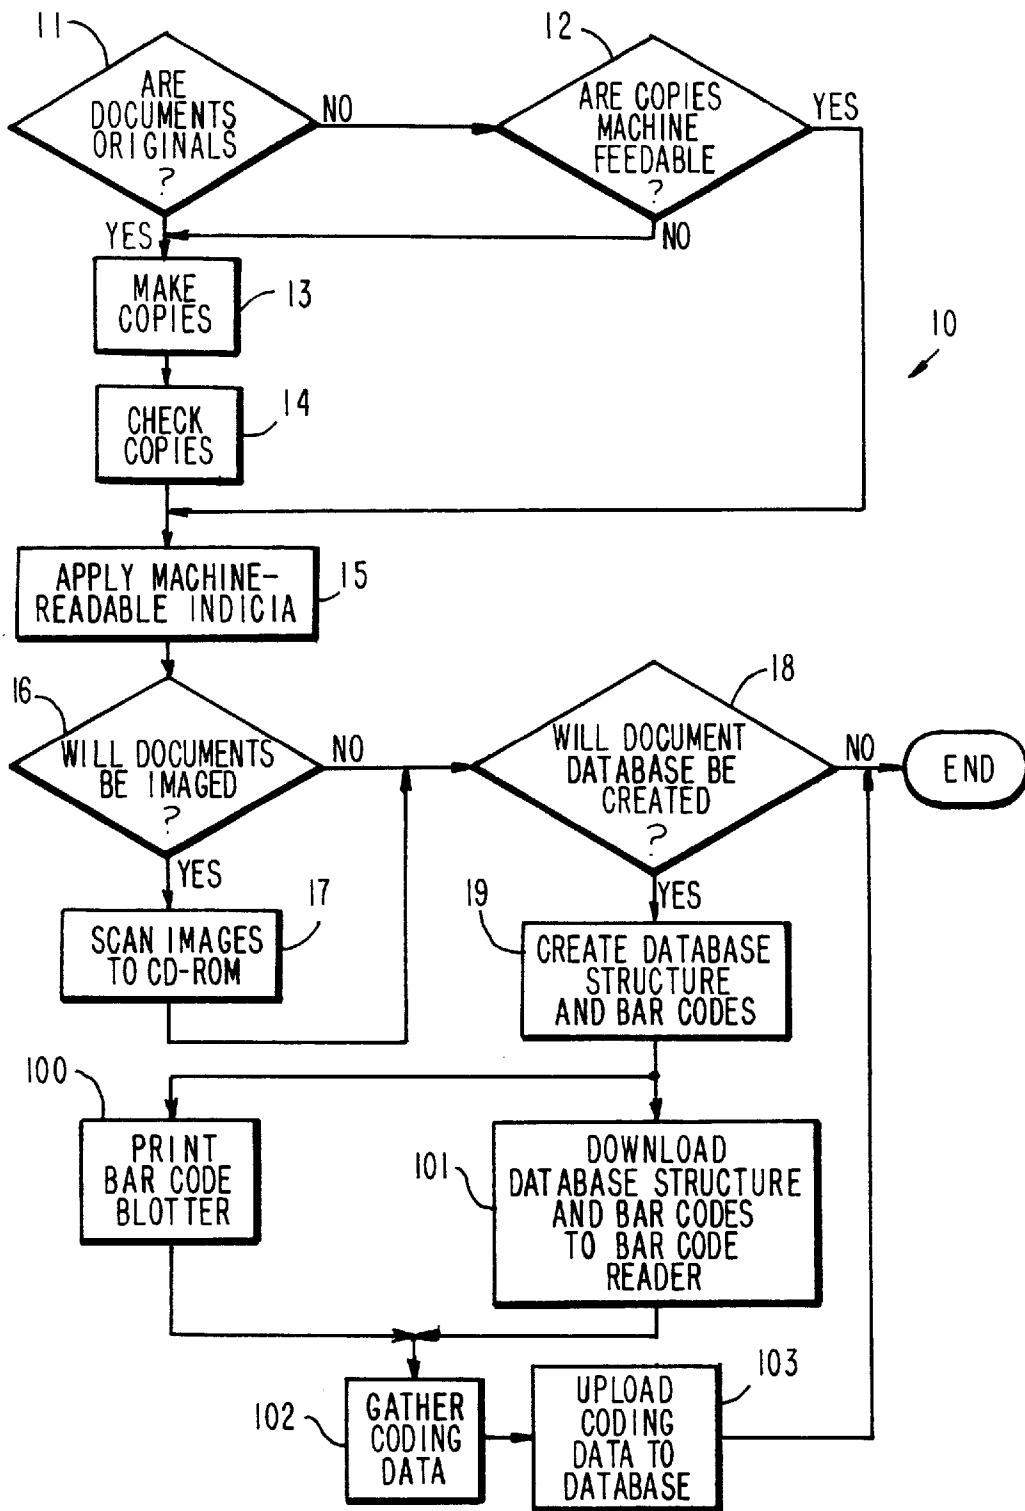 11
ARE
DOCUMENTS
ORIGINALS
?
NO
12
ARE COPIES
MACHINE
FEEDABLE
?
YES
YES
NO
MAKE
COPIES
13
10
CHECK
COPIES
14
APPLY MACHINE-
READABLE INDICIA
15
16
WILL DOCUMENTS
BE IMAGED
?
NO
18
WILL DOCUMENT
DATABASE BE
CREATED
?
NO
END
YES
YES
17
SCAN IMAGES
TO CD-ROM
19
CREATE DATABASE
STRUCTURE
AND BAR CODES
100
PRINT
BAR CODE
BLOTTER
101
DOWNLOAD
DATABASE STRUCTURE
AND BAR CODES
TO BAR CODE
READER
102
GATHER
CODING
DATA
103
UPLOAD
CODING
DATA TO
DATABASE